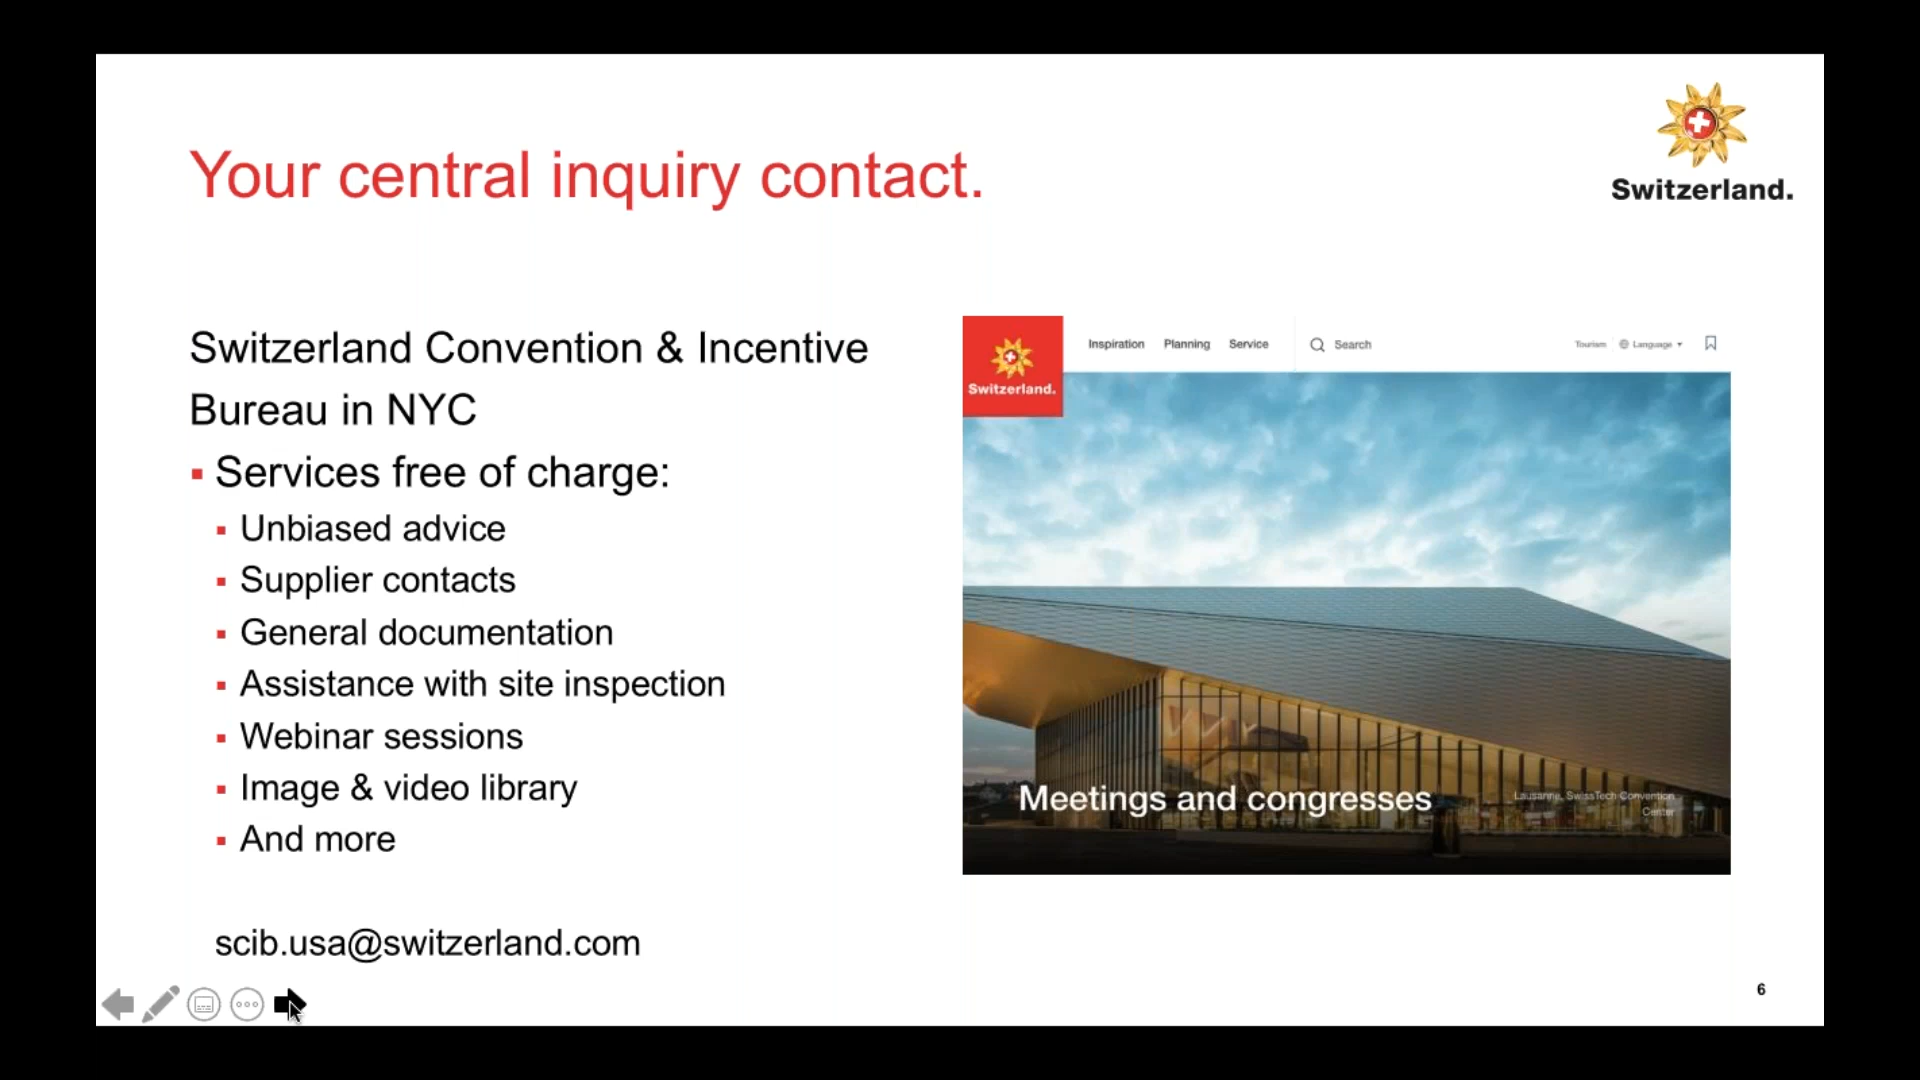 Switzerland.
Your central inquiry contact.
Switzerland Convention & Incentive
Bureau in NYC
Services free of charge:
Unbiased advice
Supplier contacts
General documentation
Assistance with site inspection
Webinar sessions
Image & video library
And more
scib.usa@switzerland.com
Switzerland.
Inspiration Planning Service Search Tourism Language
Meetings and congresses
Lausanne, SwissTech Convention
Center
6